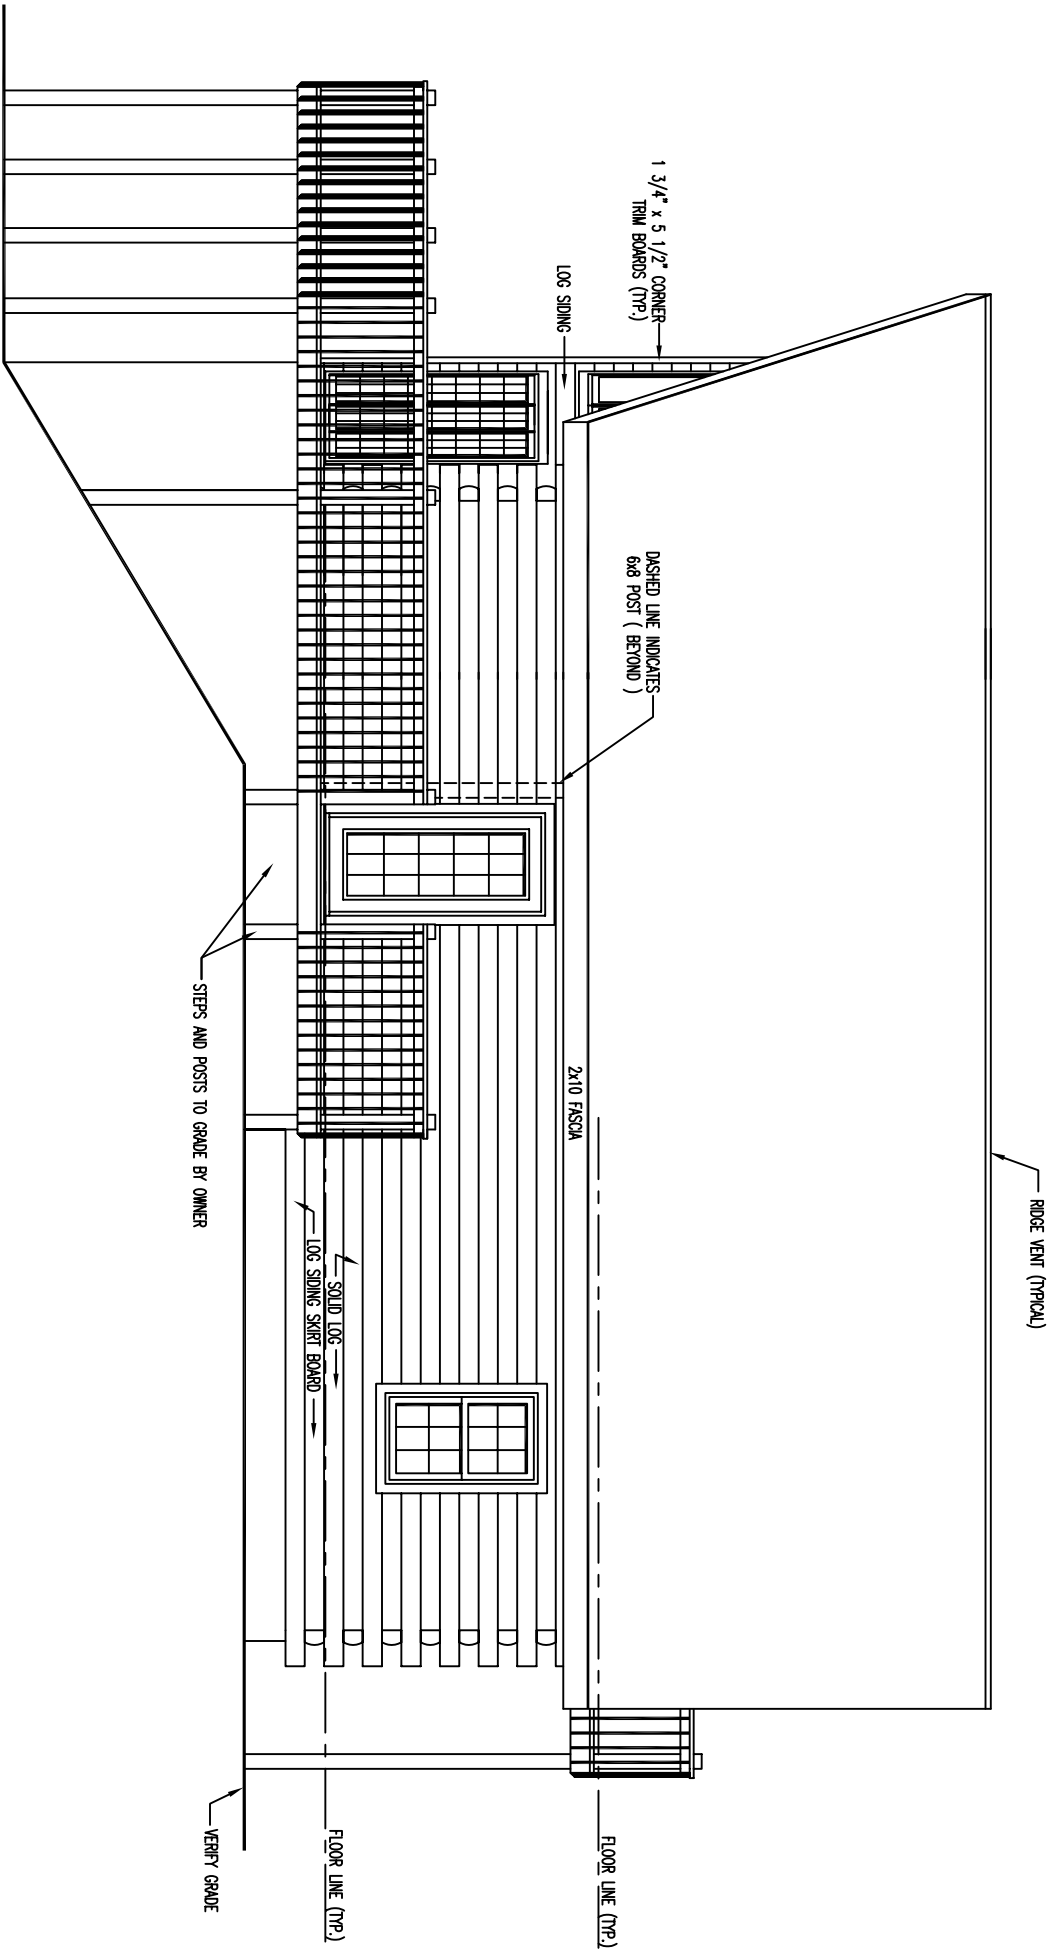 RIDGE VENT (TYPICAL)
1 3/4" x 5 1/2" CORNER
TRIM BOARDS (TYP.)
DASHED LINE INDICATES
6x8 POST ( BEYOND )
FLOOR LINE (TYP.)
2x10 FASCIA
LOG SIDING
SOLID LOG
FLOOR LINE (TYP.)
LOG SIDING SKIRT BOARD
VERIFY GRADE
STEPS AND POSTS TO GRADE BY OWNER